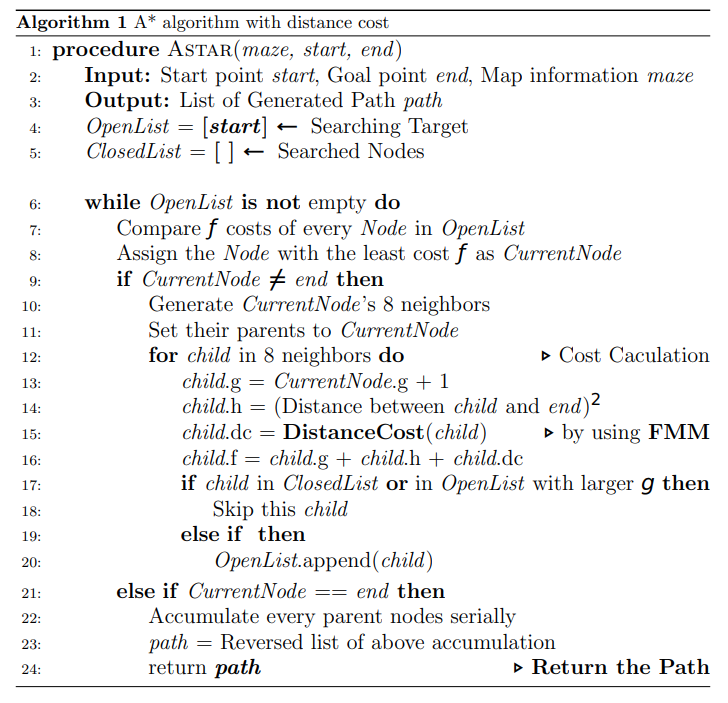 Algorithm 1 A* algorithm with distance cost
1: procedure ASTAR(maze, start, end)
2: Input: Start point start, Goal point end, Map information maze
3: Output: List of Generated Path path
4: OpenList = [start] ← Searching Target
5: ClosedList = [ ] ← Searched Nodes
6: while OpenList is not empty do
7: Compare f costs of every Node in OpenList
8: Assign the Node with the least cost f as CurrentNode
9: if CurrentNode ≠ end then
10: Generate CurrentNode's 8 neighbors
11: Set their parents to CurrentNode
12: for child in 8 neighbors do ▷ Cost Caculation
13: child.g = CurrentNode.g + 1
14: child.h = (Distance between child and end)²
15: child.dc = DistanceCost(child) ▷ by using FMM
16: child.f = child.g + child.h + child.dc
17: if child in ClosedList or in OpenList with larger g then
18: Skip this child
19: else if then
20: OpenList.append(child)
21: else if CurrentNode == end then
22: Accumulate every parent nodes serially
23: path = Reversed list of above accumulation
24: return path ▷ Return the Path